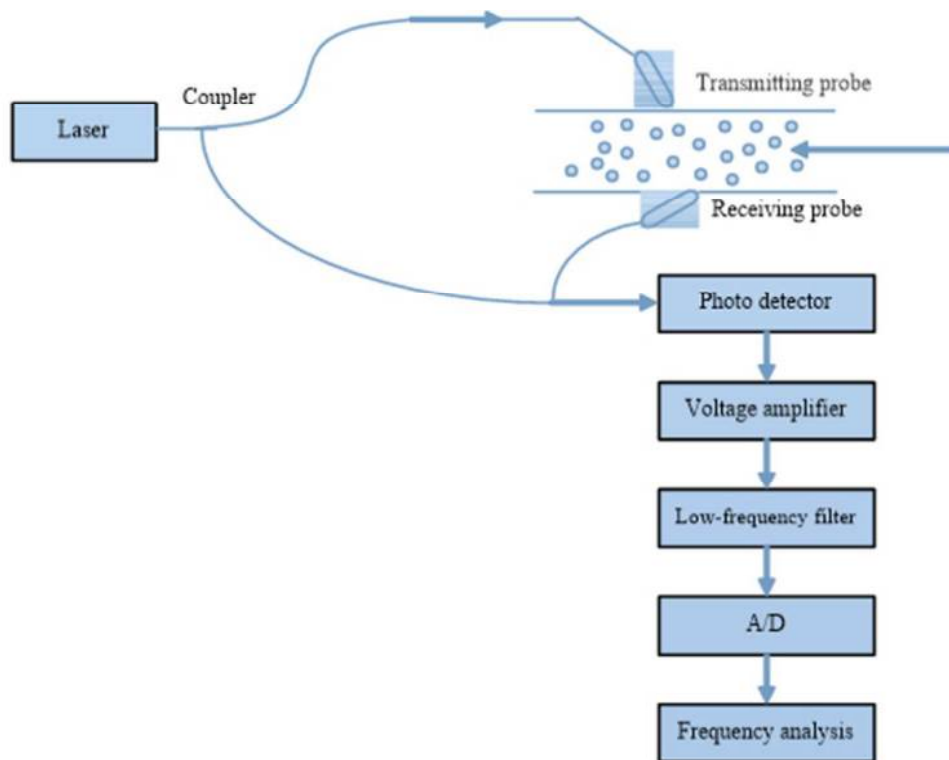 Coupler
Laser
Transmitting probe
Receiving probe
Photo detector
Voltage amplifier
Low-frequency filter
A/D
Frequency analysis